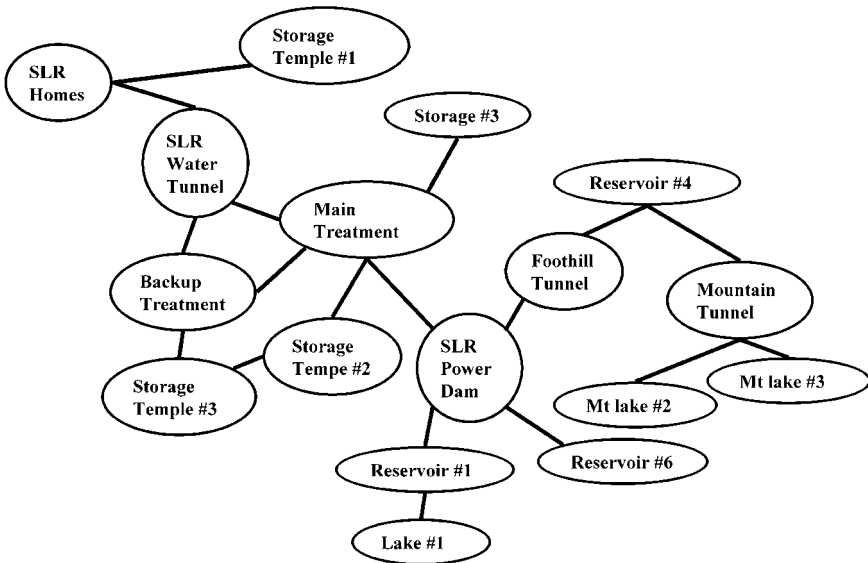 Storage
Temple #1
SLR
Homes
Storage #3
SLR
Water
Tunnel
Reservoir #4
Main
Treatment
Foothill
Tunnel
Backup
Treatment
Mountain
Tunnel
Storage
Tempe #2
SLR
Power
Dam
Storage
Temple #3
Mt lake #3
Mt lake #2
Reservoir #1
Reservoir #6
Lake #1